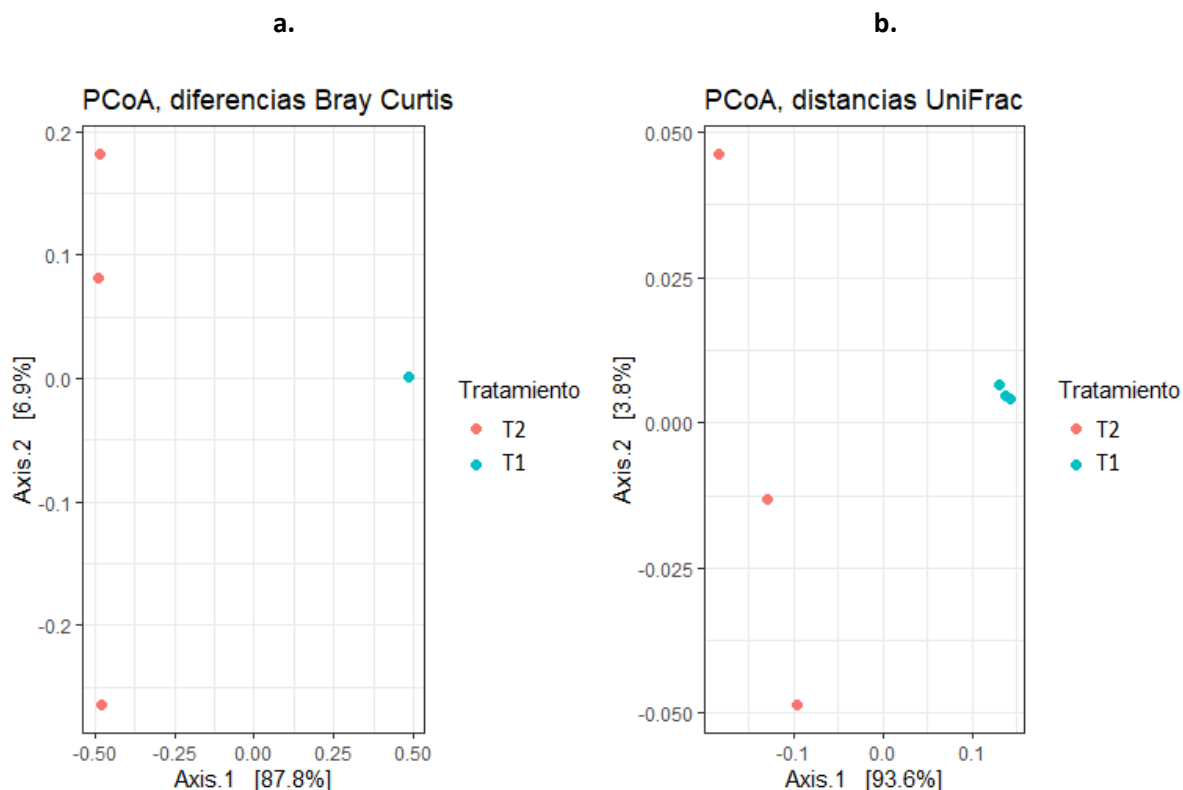 a.
PCoA, diferencias Bray Curtis
0.2
0.1
0.0
-0.1
-0.2
Axis.2 [6.9%]
-0.50 -0.25 0.00 0.25 0.50
Axis.1 [87.8%]
Tratamiento
T2
T1
b.
PCoA, distancias UniFrac
0.050
0.025
0.000
-0.025
-0.050
Axis.2 [3.8%]
-0.1 0.0 0.1
Axis.1 [93.6%]
Tratamiento
T2
T1